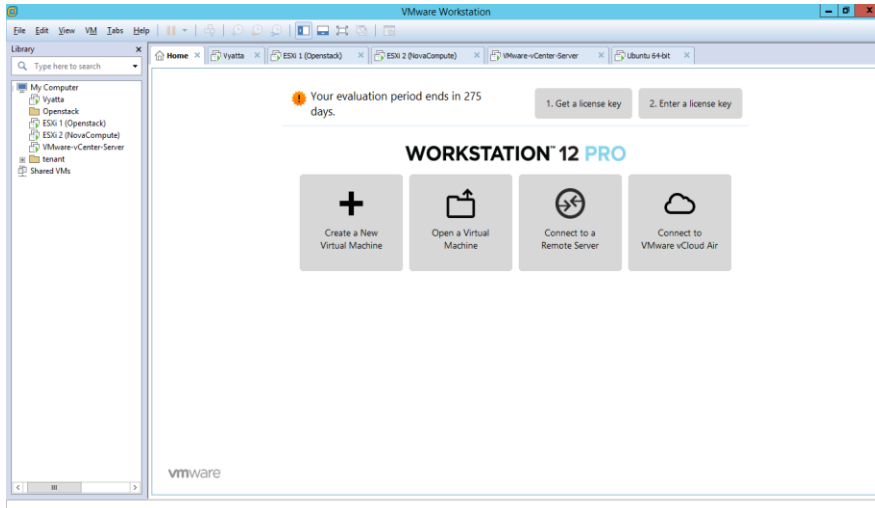 VMware Workstation
File Edit View VM Tabs Help
Library
Type here to search
My Computer
Vyatta
Openstack
ESXi 1 (Openstack)
ESXi 2 (NovaCompute)
VMware-vCenter-Server
tenant
Shared VMs
Home
Vyatta
ESXi 1 (Openstack)
ESXi 2 (NovaCompute)
VMware-vCenter-Server
Ubuntu 64-bit
Your evaluation period ends in 275
days.
1. Get a license key
2. Enter a license key
WORKSTATION™ 12 PRO
Create a New
Virtual Machine
Open a Virtual
Machine
Connect to a
Remote Server
Connect to
VMware vCloud Air
vmware